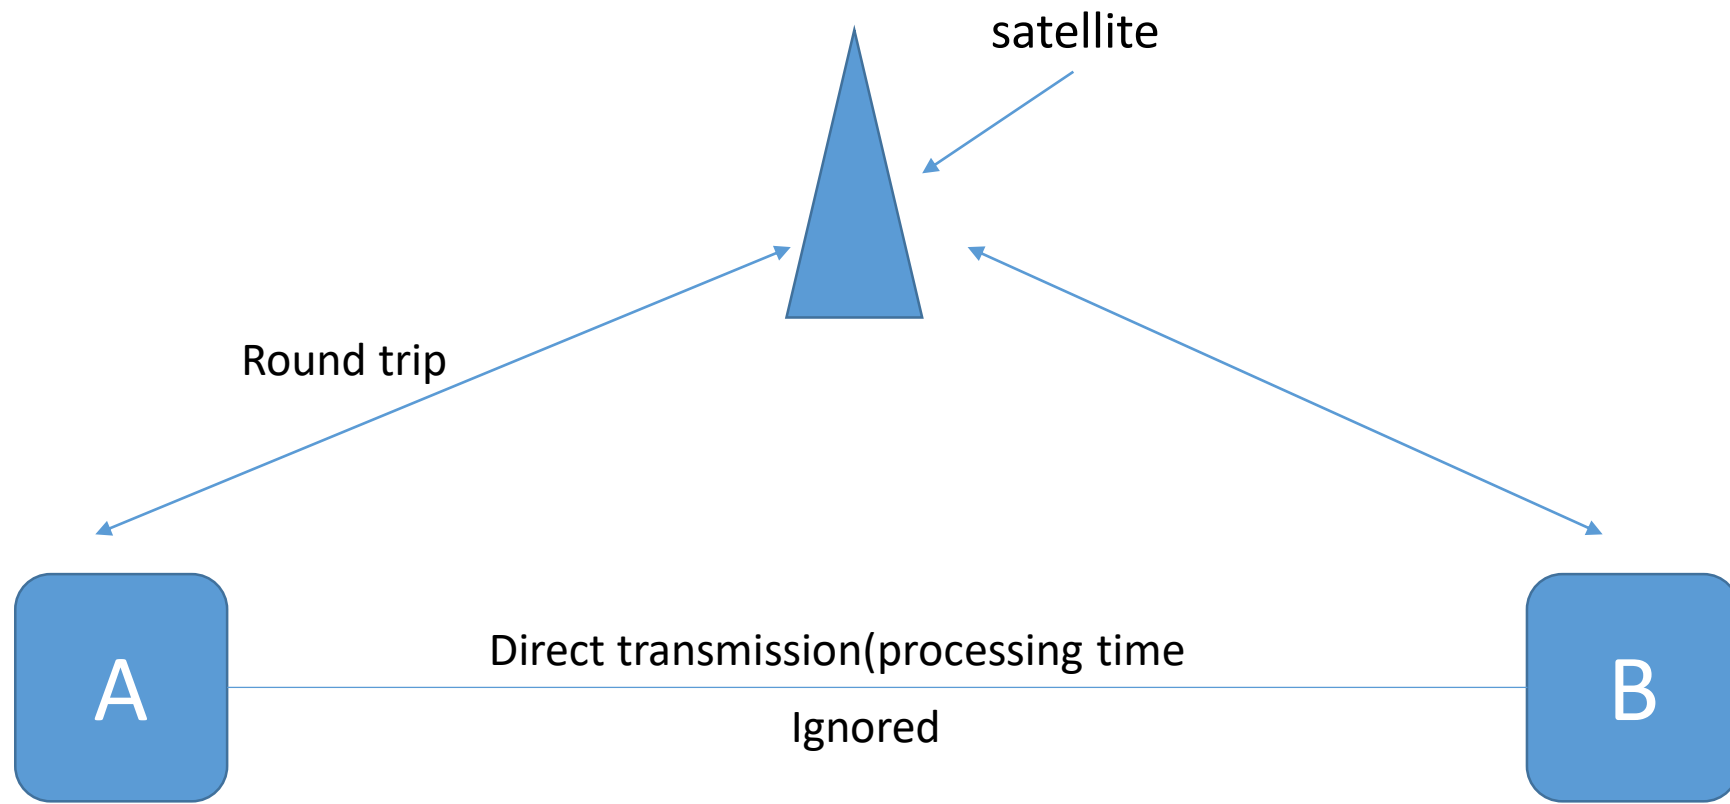 satellite
Round trip
Direct transmission(processing time
Ignored
A
B